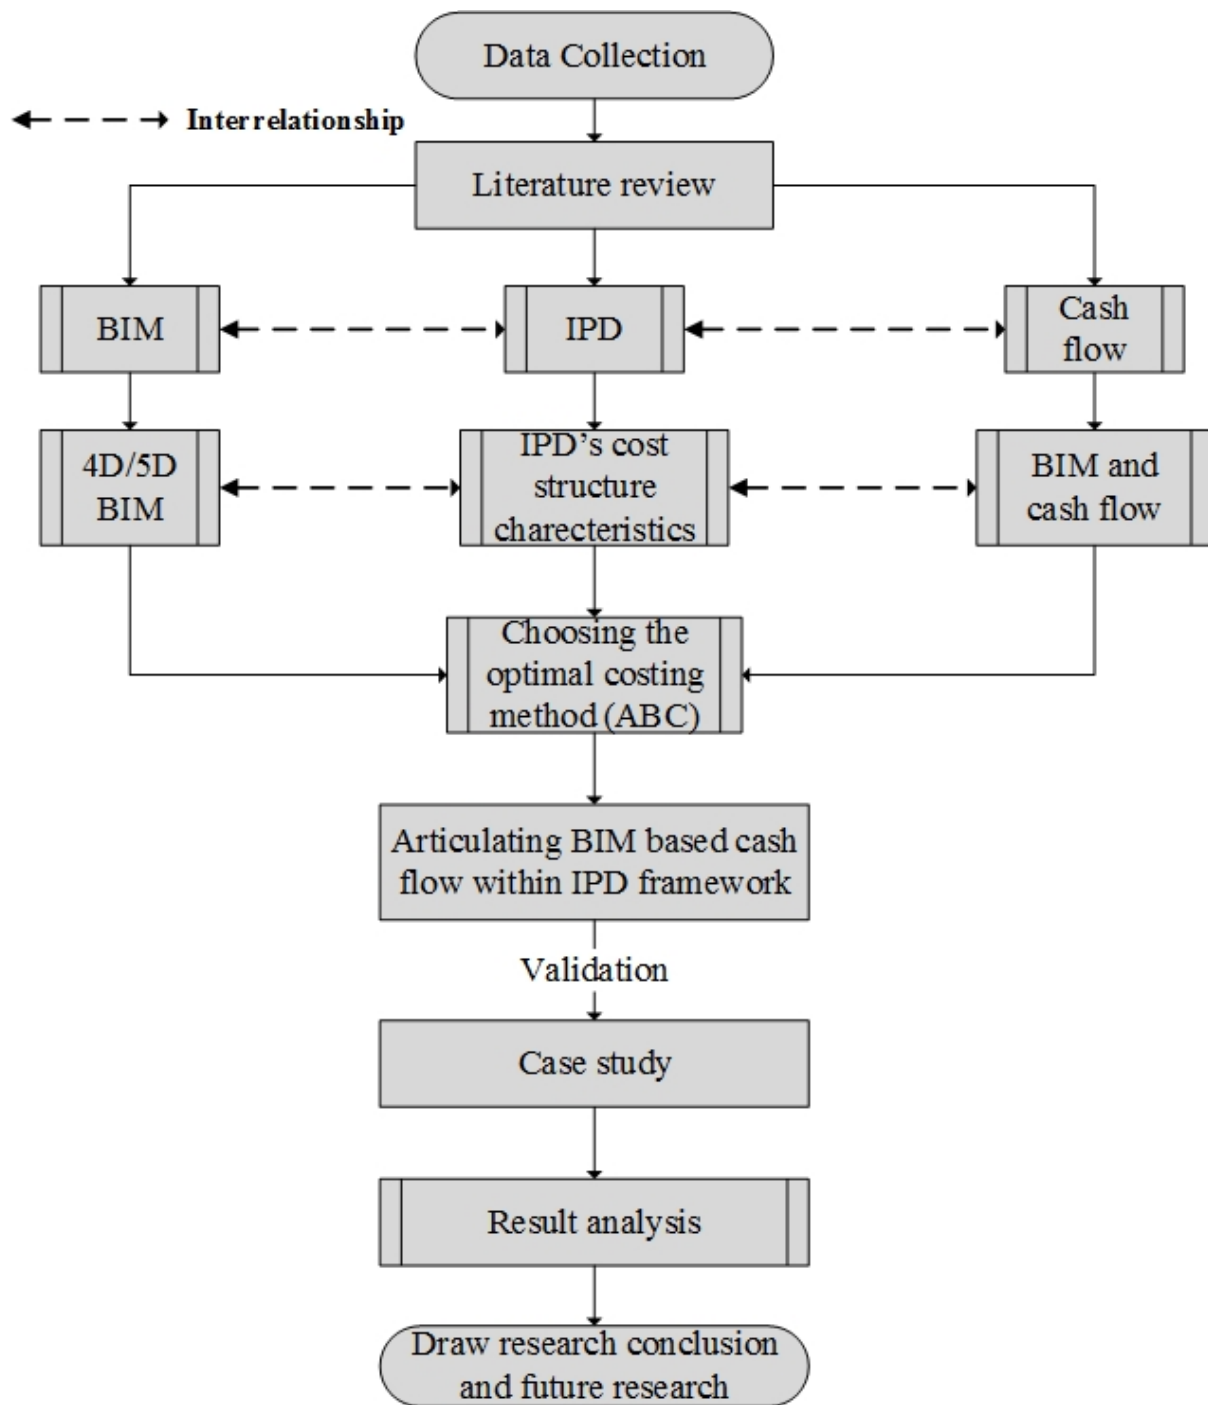 Data Collection
Interrelationship
Literature review
BIM
IPD
Cash
flow
4D/5D
BIM
IPD's cost
structure
charecteristics
BIM and
cash flow
Choosing the
optimal costing
method (ABC)
Articulating BIM based cash
flow within IPD framework
Validation
Case study
Result analysis
Draw research conclusion
and future research